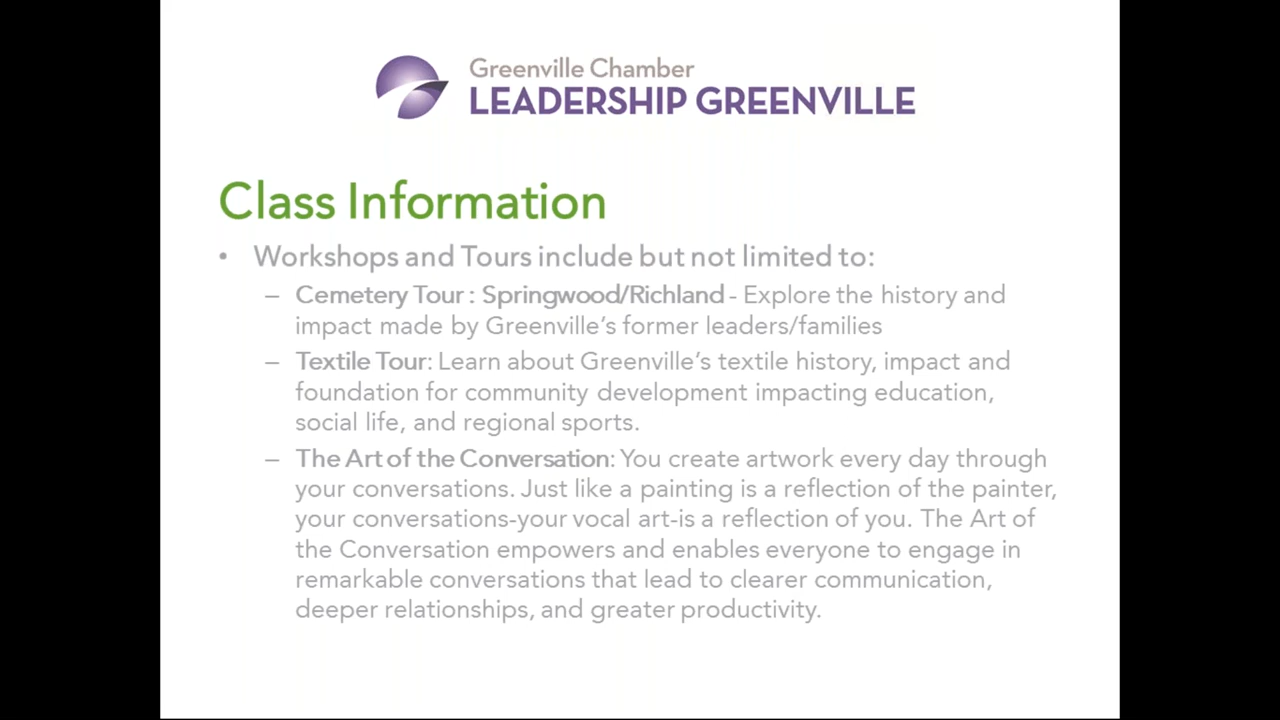 Greenville Chamber
LEADERSHIP GREENVILLE
Class Information
• Workshops and Tours include but not limited to:
– Cemetery Tour : Springwood/Richland - Explore the history and
impact made by Greenville's former leaders/families
– Textile Tour: Learn about Greenville's textile history, impact and
foundation for community development impacting education,
social life, and regional sports.
– The Art of the Conversation: You create artwork every day through
your conversations. Just like a painting is a reflection of the painter,
your conversations-your vocal art-is a reflection of you. The Art of
the Conversation empowers and enables everyone to engage in
remarkable conversations that lead to clearer communication,
deeper relationships, and greater productivity.